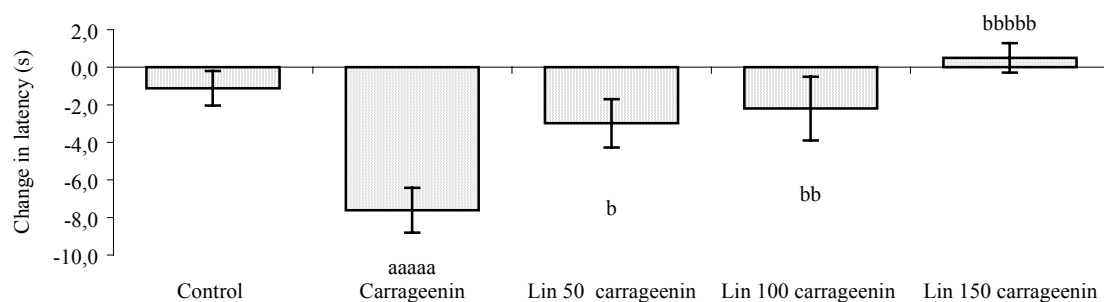 Change in latency (s)
2,0
0,0
-2,0
-4,0
-6,0
-8,0
-10,0
bbbbb
b
bb
aaaaa
Control
Carrageenin
Lin 50 carrageenin
Lin 100 carrageenin
Lin 150 carrageenin